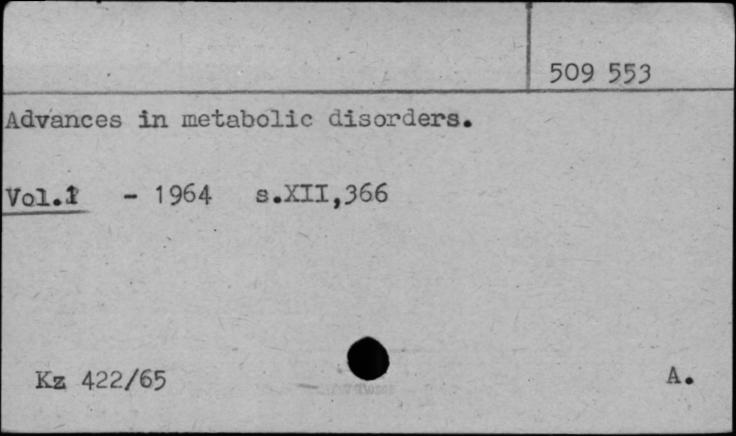 509 553
Advances in metabolic disorders.
Vol.1 - 1964 s.XII,366
Kz 422/65
A.